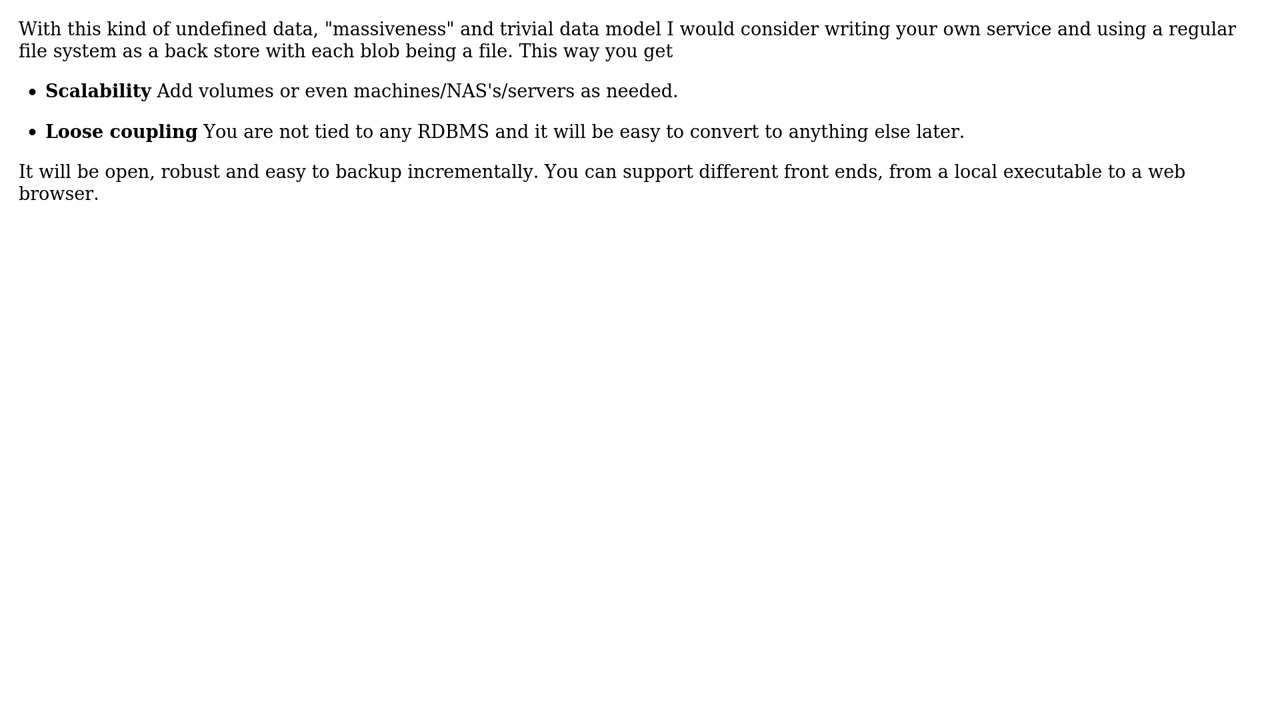 With this kind of undefined data, "massiveness" and trivial data model I would consider writing your own service and using a regular
file system as a back store with each blob being a file. This way you get
• Scalability Add volumes or even machines/NAS's/servers as needed.
• Loose coupling You are not tied to any RDBMS and it will be easy to convert to anything else later.
It will be open, robust and easy to backup incrementally. You can support different front ends, from a local executable to a web
browser.